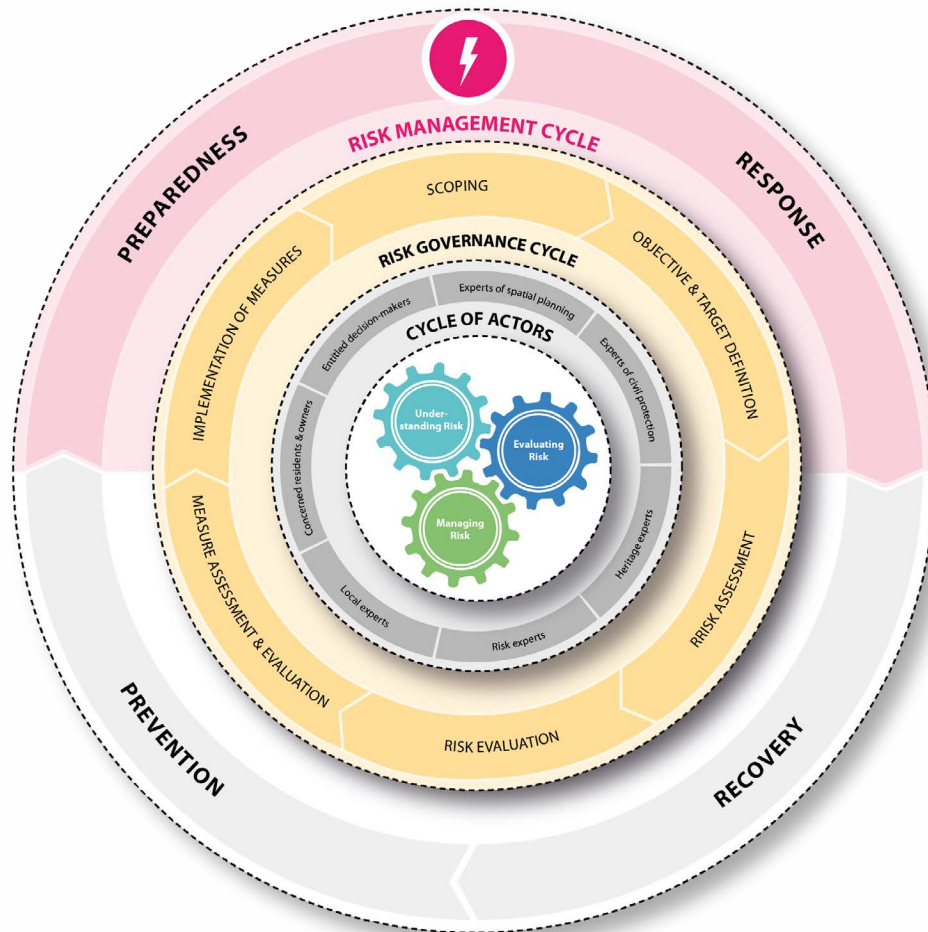 RISK MANAGEMENT CYCLE
PREPAREDNESS
RESPONSE
RECOVERY
PREVENTION
RISK GOVERNANCE CYCLE
SCOPING
OBJECTIVE & TARGET DEFINITION
RRISK ASSESSMENT
RISK EVALUATION
MEASURE ASSESSMENT & EVALUATION
IMPLEMENTATION OF MEASURES
CYCLE OF ACTORS
Experts of spatial planning
Experts of civil protection
Heritage experts
Risk experts
Local experts
Concerned residents & owners
Entitled decision-makers
Under-
standing Risk
Evaluating
Risk
Managing
Risk